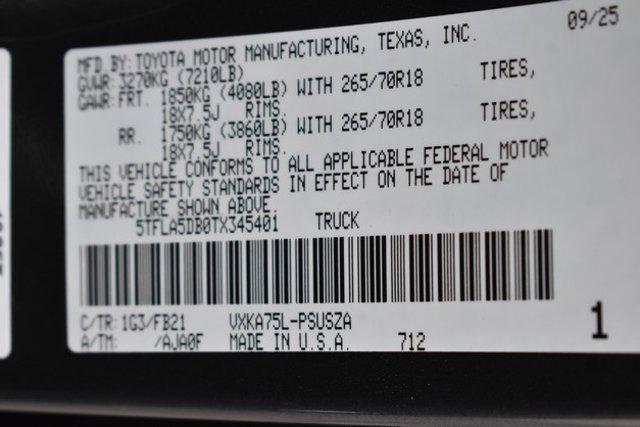 09/25
MFD. BY: TOYOTA MOTOR MANUFACTURING, TEXAS, INC.
GVWR: 3270KG (7210LB)
GAWR: FRT. 1850KG (4080LB) WITH 265/70R18 TIRES,
18X7.5J RIMS.
RR. 1750KG (3860LB) WITH 265/70R18 TIRES,
18X7.5J RIMS.
THIS VEHICLE CONFORMS TO ALL APPLICABLE FEDERAL MOTOR
VEHICLE SAFETY STANDARDS IN EFFECT ON THE DATE OF
MANUFACTURE SHOWN ABOVE.
5TFLA5DB0TX345401 TRUCK
C/TR: 1G3/FB21 VXKA75L-PSUSZA
A/TM: /AJA0F MADE IN U.S.A. 712
1